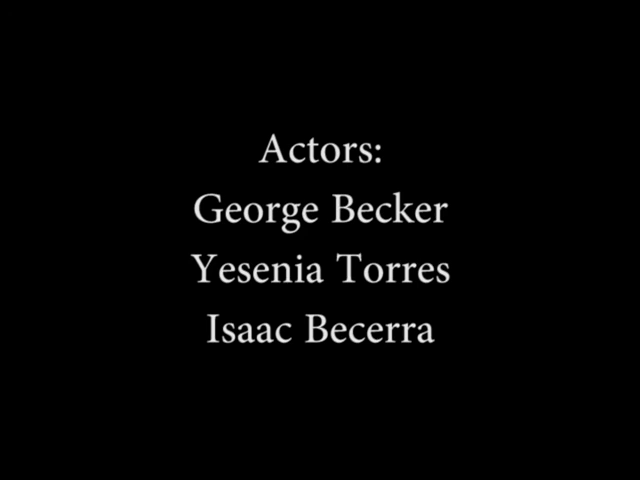 Actors:
George Becker
Yesenia Torres
Isaac Becerra